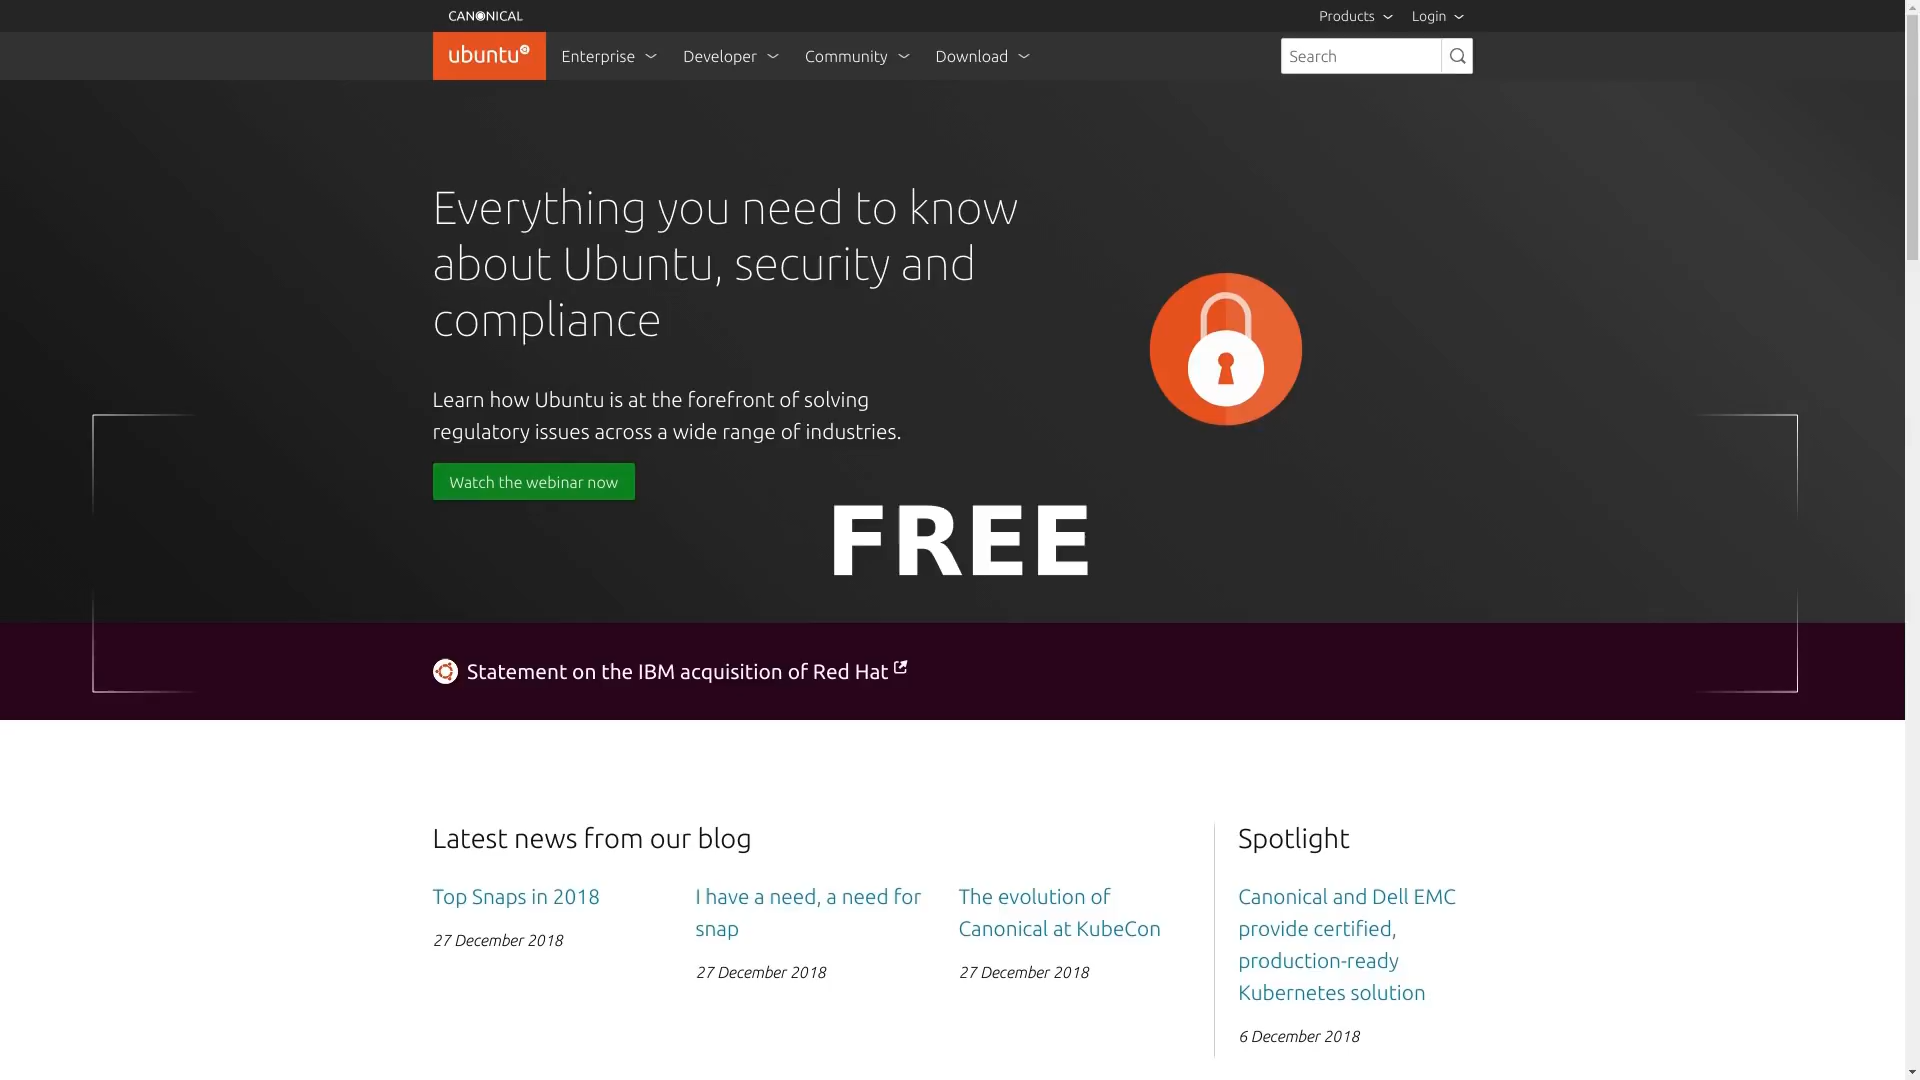 CANONICAL
Products
Login
ubuntu
Enterprise
Developer
Community
Download
Search
Everything you need to know
about Ubuntu, security and
compliance
Learn how Ubuntu is at the forefront of solving
regulatory issues across a wide range of industries.
Watch the webinar now
FREE
Statement on the IBM acquisition of Red Hat
Latest news from our blog
Top Snaps in 2018
27 December 2018
I have a need, a need for
snap
27 December 2018
The evolution of
Canonical at KubeCon
27 December 2018
Spotlight
Canonical and Dell EMC
provide certified,
production-ready
Kubernetes solution
6 December 2018